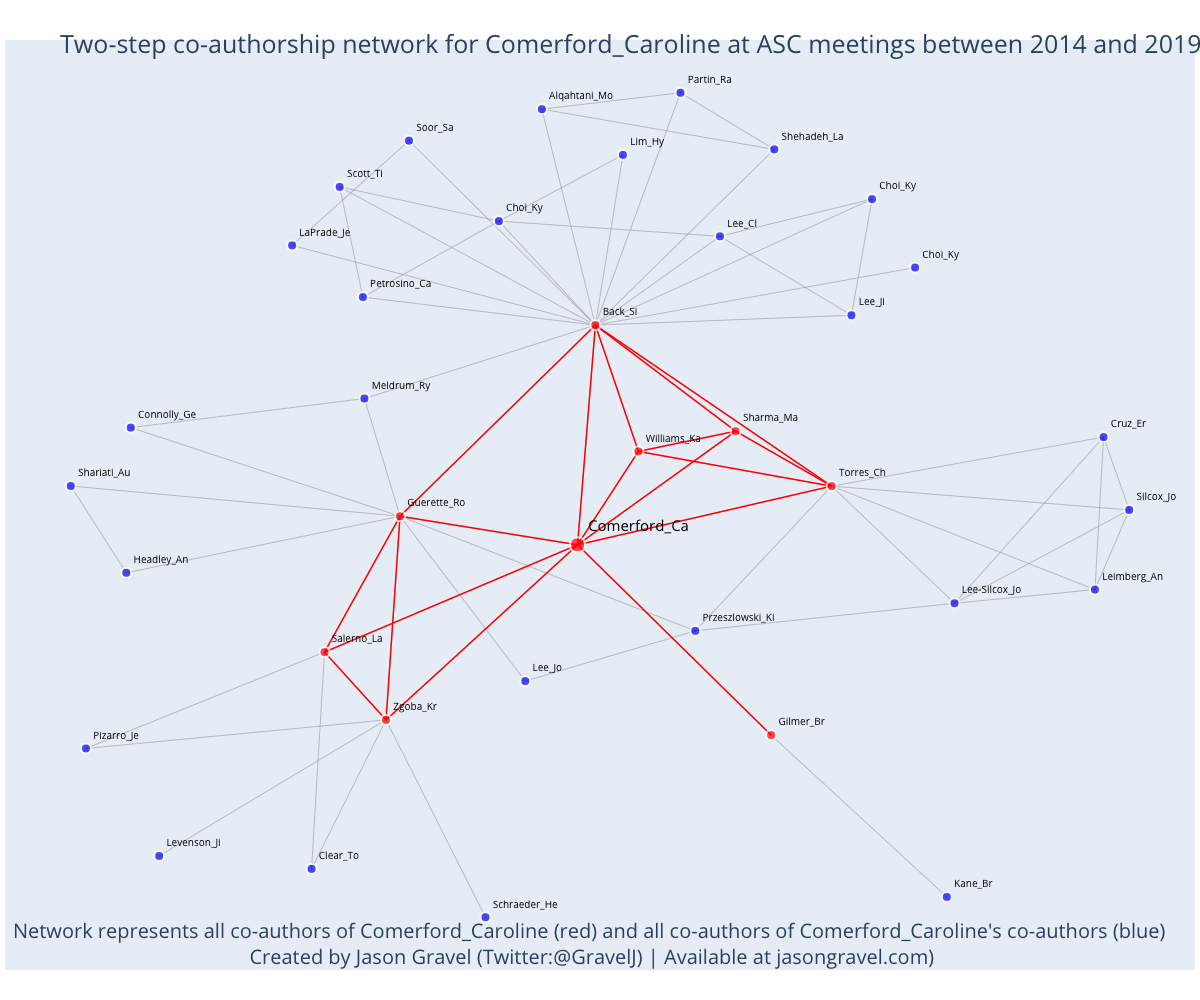 Two-step co-authorship network for Comerford_Caroline at ASC meetings between 2014 and 2019
Partin_Ra
Alqahtani_Mo
Soor_Sa
Shehadeh_La
Lim_Hy
Scott_Ti
Choi_Ky
Choi_Ky
Lee_Cl
LaPrade_Je
Choi_Ky
Petrosino_Ca
Lee_Ji
Back_Si
Meldrum_Ry
Connolly_Ge
Sharma_Ma
Cruz_Er
Williams_Ka
Shariati_Au
Torres_Ch
Silcox_Jo
Guerette_Ro
Comerford_Ca
Headley_An
Leimberg_An
Lee-Silcox_Jo
Przeszlowski_Ki
Salerno_La
Lee_Jo
Zgoba_Kr
Gilmer_Br
Pizarro_Je
Levenson_Ji
Clear_To
Kane_Br
Schraeder_He
Network represents all co-authors of Comerford_Caroline (red) and all co-authors of Comerford_Caroline's co-authors (blue)
Created by Jason Gravel (Twitter:@GravelJ) | Available at jasongravel.com)